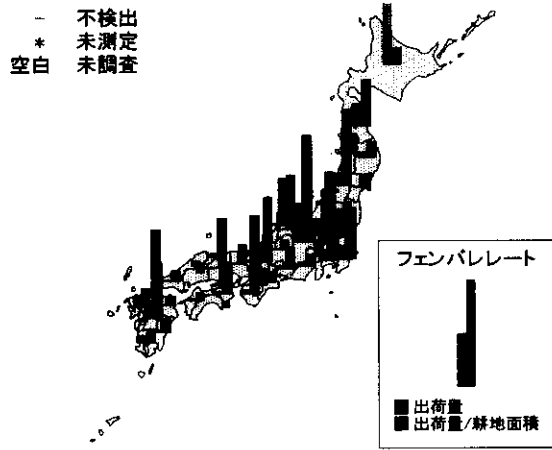 －　不検出
＊　未測定
空白　未調査
フェンバレレート
出荷量
出荷量/耕地面積